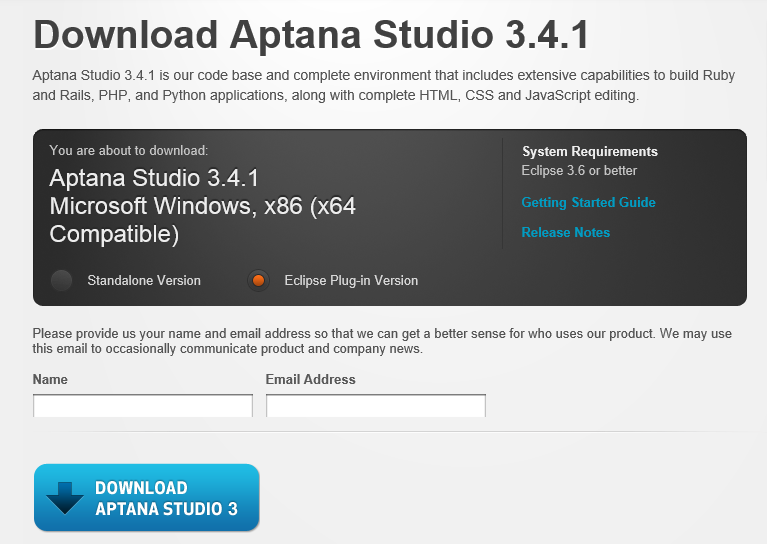 Download Aptana Studio 3.4.1
Aptana Studio 3.4.1 is our code base and complete environment that includes extensive capabilities to build Ruby
and Rails, PHP, and Python applications, along with complete HTML, CSS and JavaScript editing.
You are about to download:
Aptana Studio 3.4.1
Microsoft Windows, x86 (x64
Compatible)
Standalone Version
Eclipse Plug-in Version
System Requirements
Eclipse 3.6 or better
Getting Started Guide
Release Notes
Please provide us your name and email address so that we can get a better sense for who uses our product. We may use
this email to occasionally communicate product and company news.
Name
Email Address
DOWNLOAD
APTANA STUDIO 3